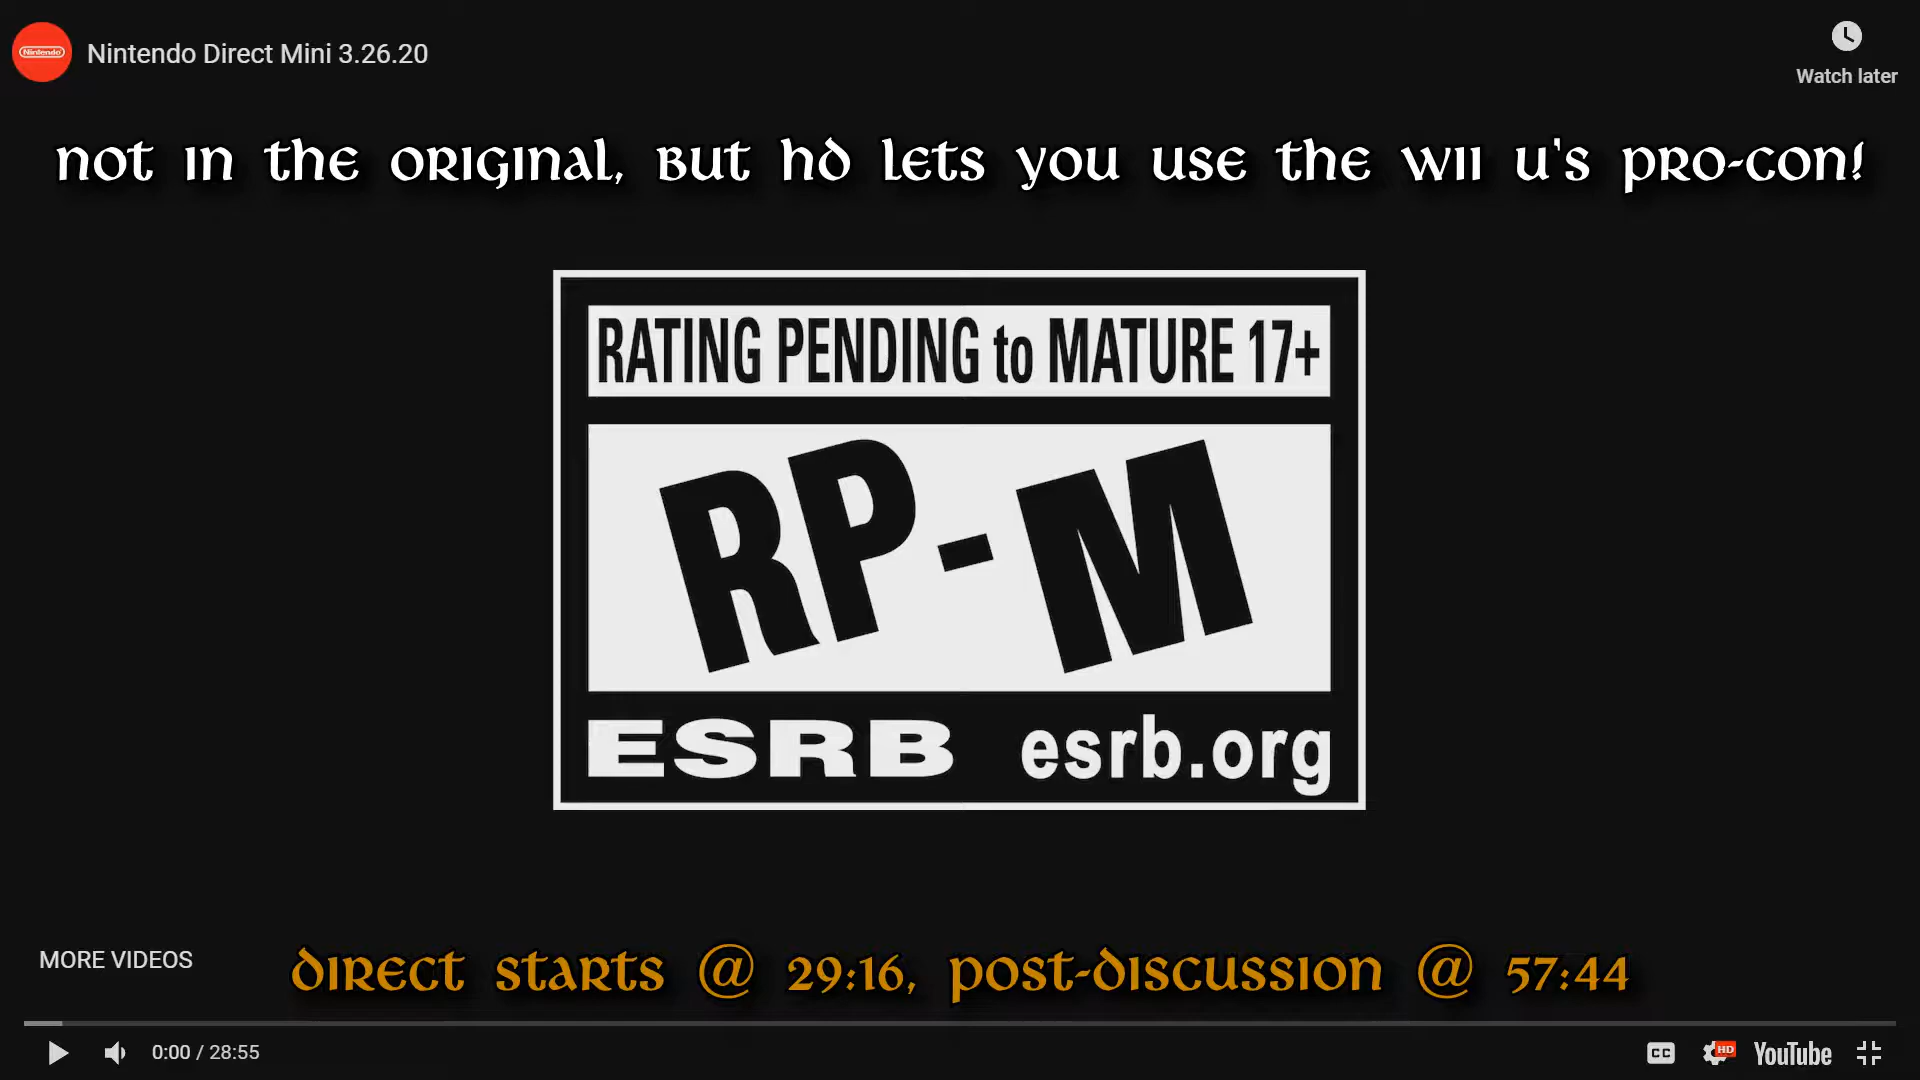 Nintendo
Nintendo Direct Mini 3.26.20
Watch later
not in the original, but hd lets you use the wii u's pro-con!
RATING PENDING to MATURE 17+
RP-M
ESRB esrb.org
MORE VIDEOS
direct starts @ 29:16, post-discussion @ 57:44
0:00 / 28:55
CC
HD
YouTube